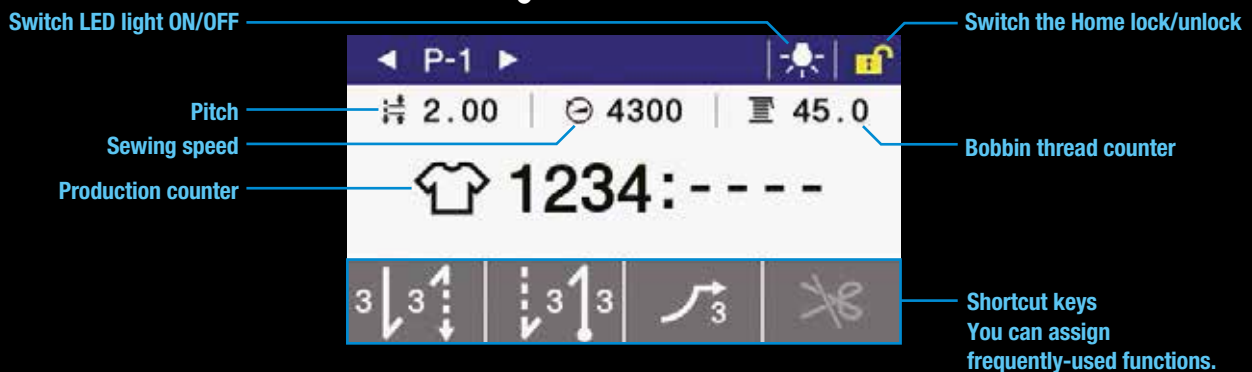 Switch LED light ON/OFF
Switch the Home lock/unlock
P-1
Pitch
2.00
4300
45.0
Sewing speed
Bobbin thread counter
Production counter
1234:----
3 3
3 3
3
Shortcut keys
You can assign
frequently-used functions.